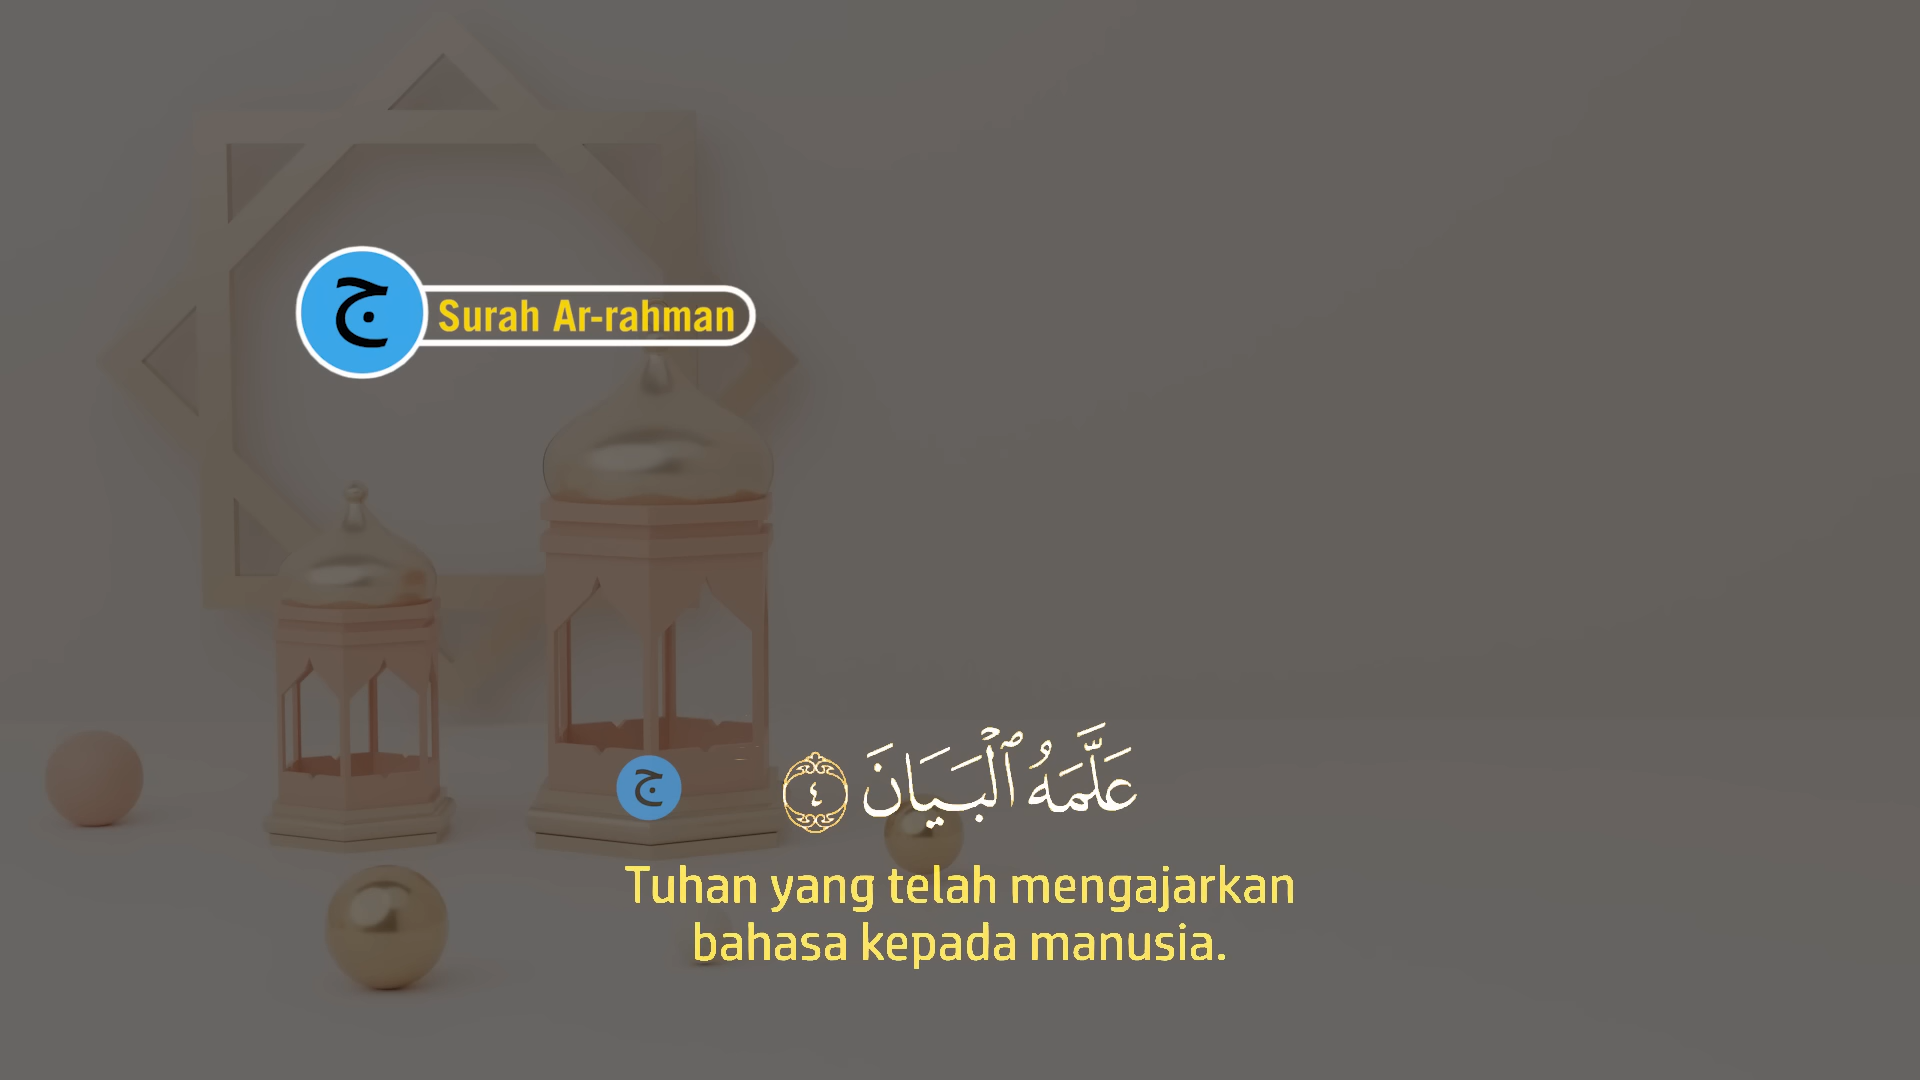 ج
Surah Ar-rahman
عَلَّمَهُ ٱلْبَيَانَ ٤
ج
Tuhan yang telah mengajarkan
bahasa kepada manusia.